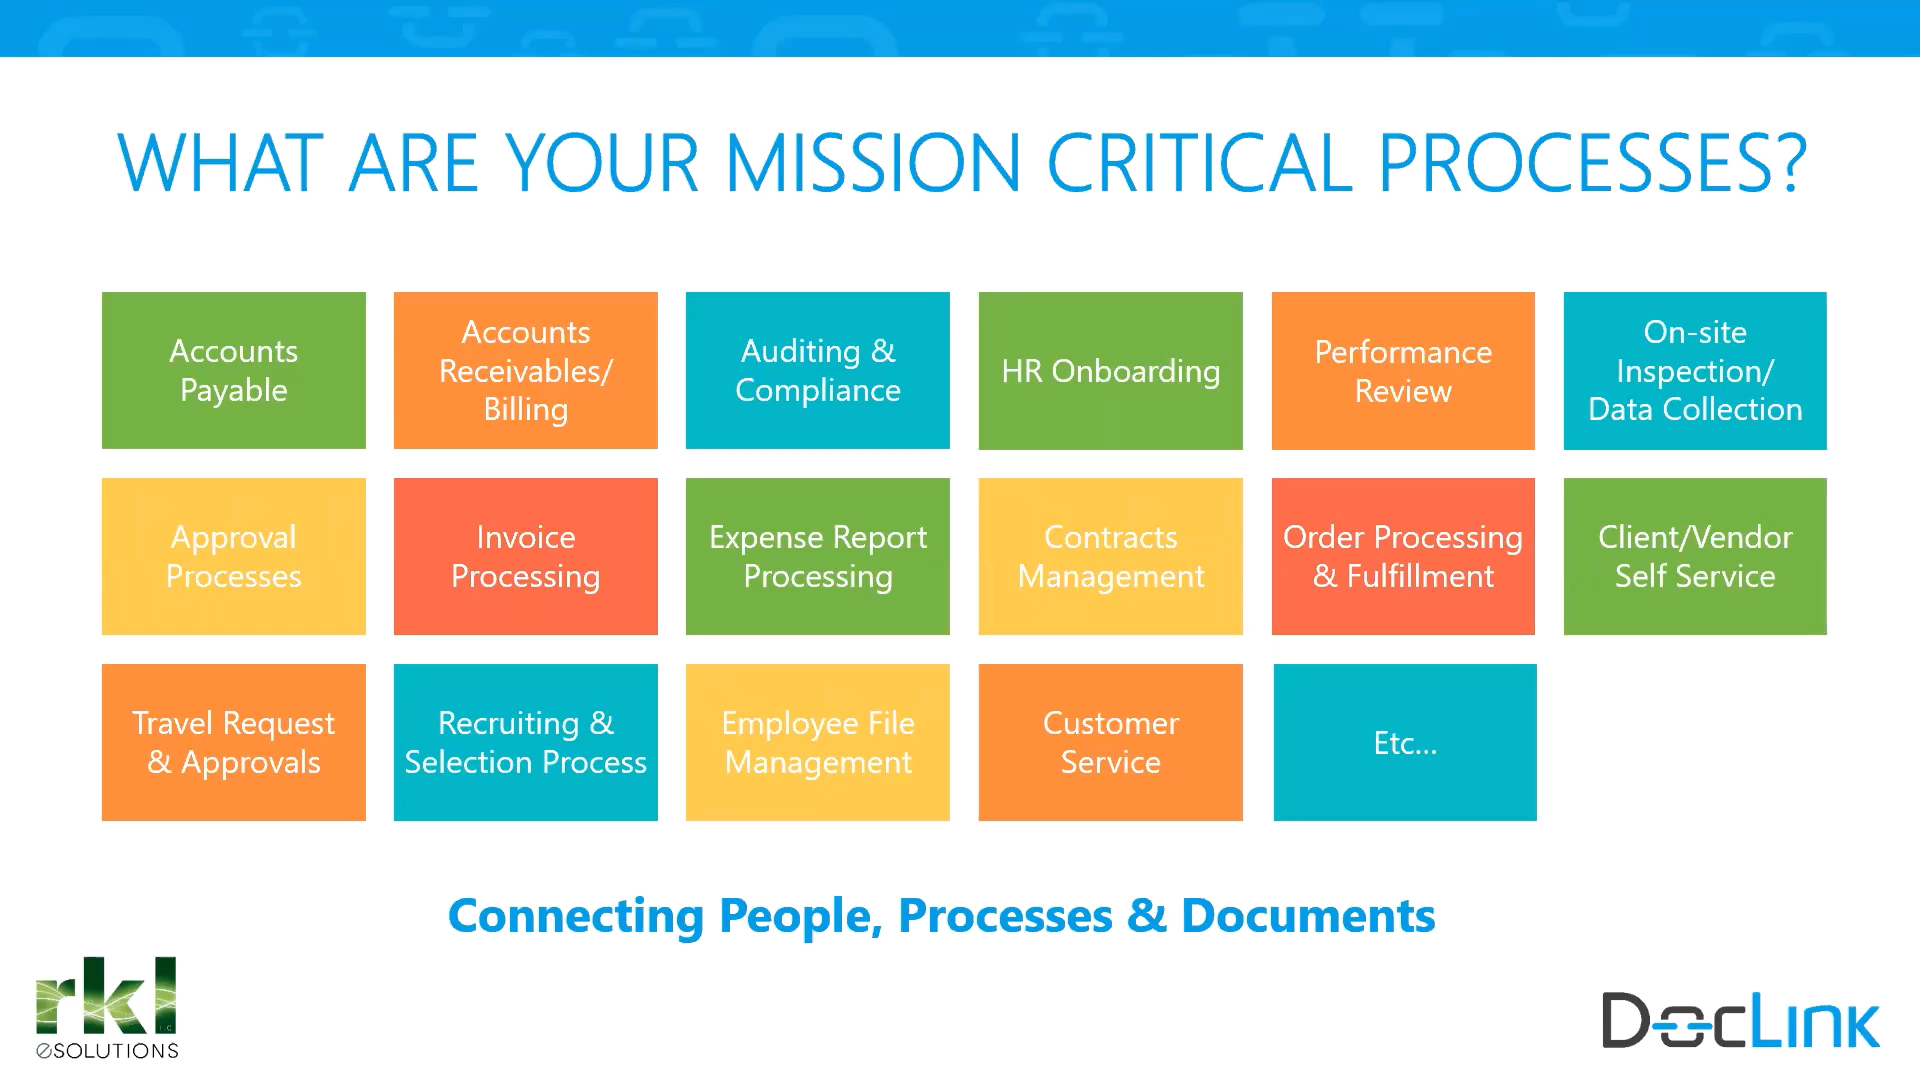 WHAT ARE YOUR MISSION CRITICAL PROCESSES?
Accounts
Payable
Accounts
Receivables/
Billing
Auditing &
Compliance
HR Onboarding
Performance
Review
On-site
Inspection/
Data Collection
Approval
Processes
Invoice
Processing
Expense Report
Processing
Contracts
Management
Order Processing
& Fulfillment
Client/Vendor
Self Service
Travel Request
& Approvals
Recruiting &
Selection Process
Employee File
Management
Customer
Service
Etc...
Connecting People, Processes & Documents
rkl
eSOLUTIONS
DocLink